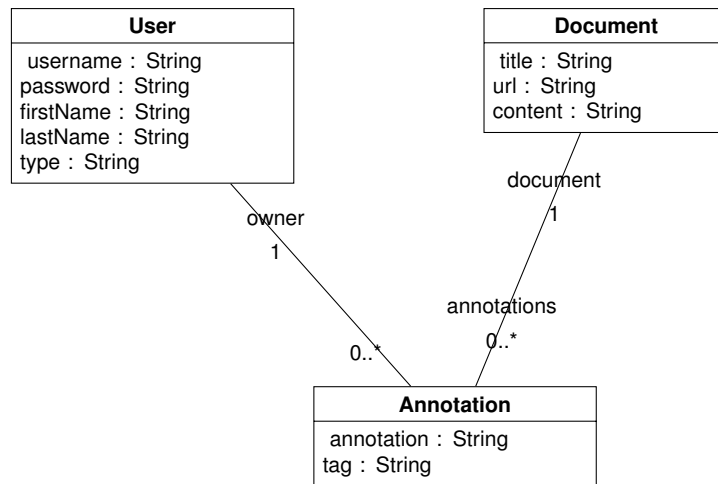 User
username : String
password : String
firstName : String
lastName : String
type : String
Document
title : String
url : String
content : String
owner
1
document
1
annotations
0..*
0..*
Annotation
annotation : String
tag : String